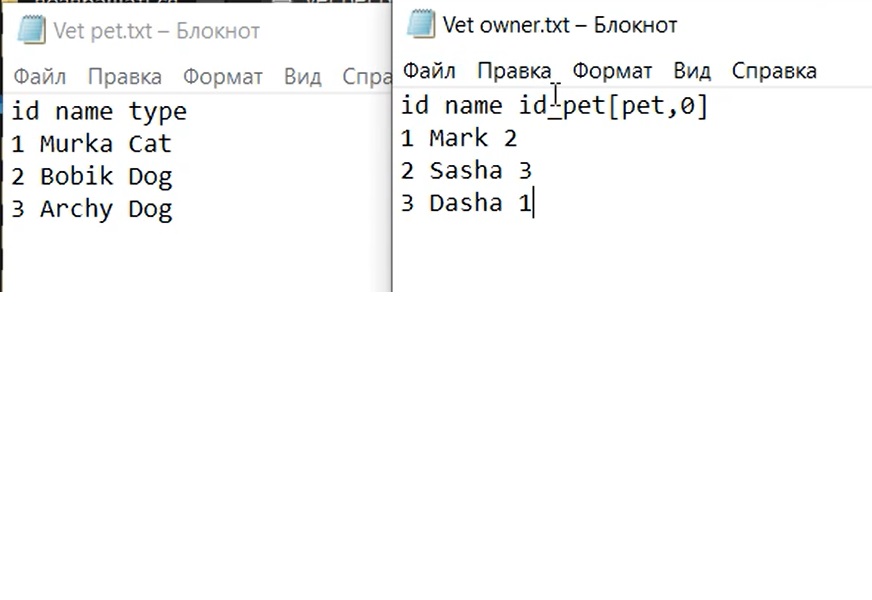 Vet pet.txt – Блокнот
Файл Правка Формат Вид Спра
id name type
1 Murka Cat
2 Bobik Dog
3 Archy Dog
Vet owner.txt – Блокнот
Файл Правка Формат Вид Справка
id name id_pet[pet,0]
1 Mark 2
2 Sasha 3
3 Dasha 1